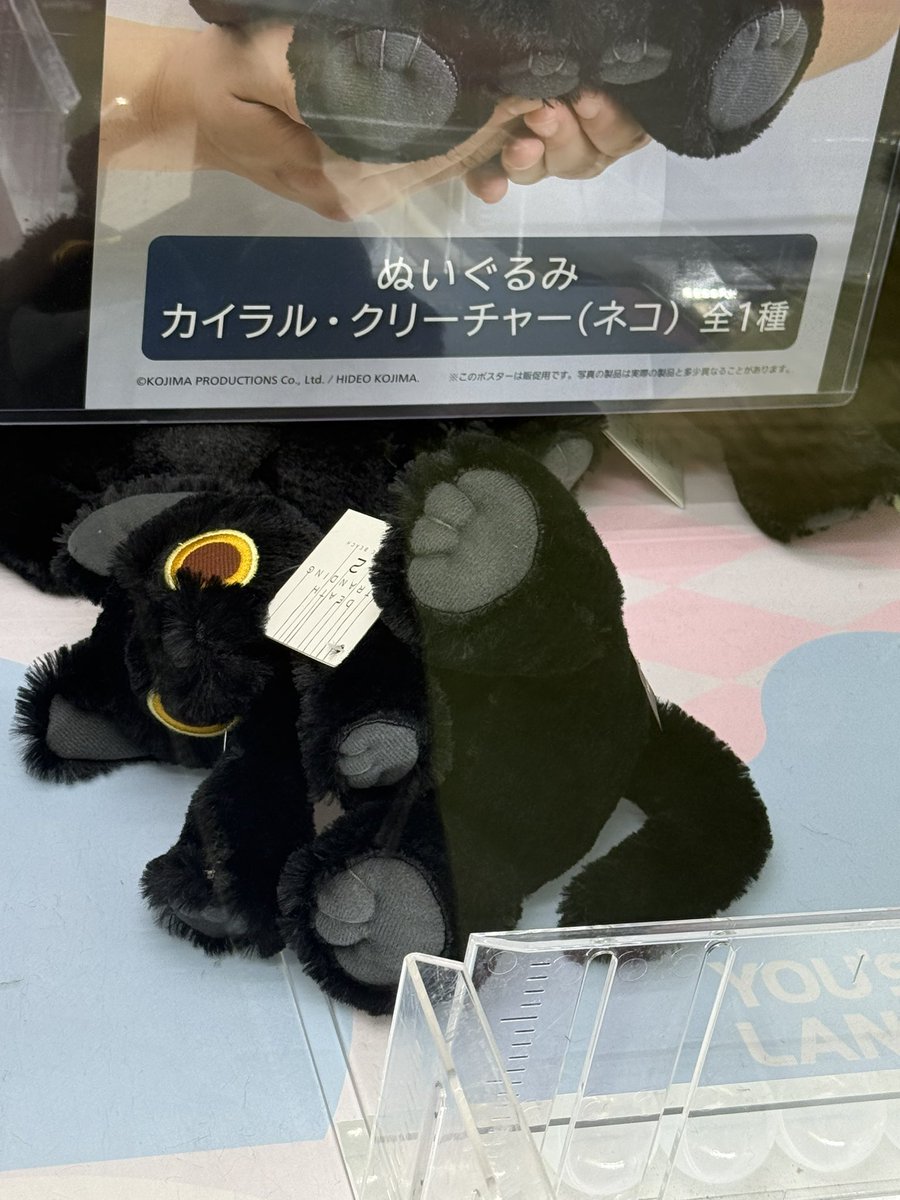 ぬいぐるみ
カイラル・クリーチャー(ネコ) 全1種
©KOJIMA PRODUCTIONS Co., Ltd. / HIDEO KOJIMA.
※このポスターは販促用です。写真の製品は実際の製品と多少異なることがあります。
DEATH
STRANDING
2
YOU'S
LAN